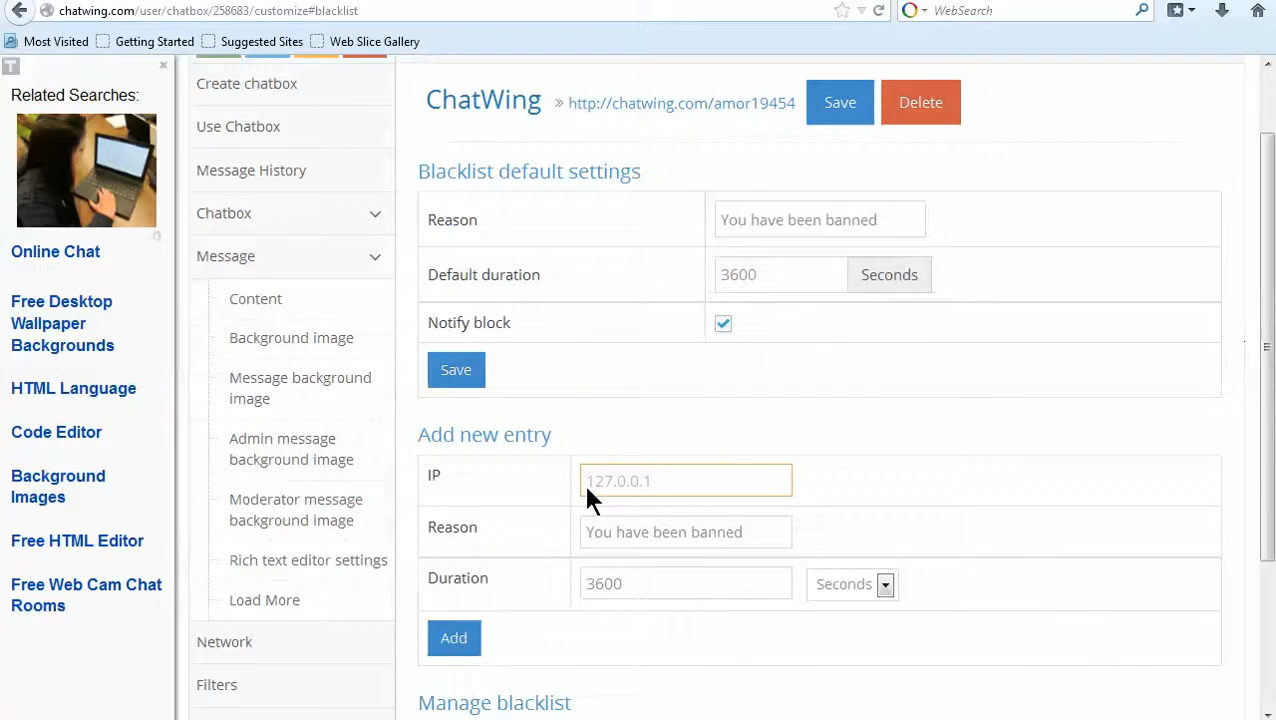 chatwing.com/user/chatbox/258683/customize#blacklist
WebSearch
Most Visited
Getting Started
Suggested Sites
Web Slice Gallery
T
Related Searches:
Online Chat
Free Desktop
Wallpaper
Backgrounds
HTML Language
Code Editor
Background
Images
Free HTML Editor
Free Web Cam Chat
Rooms
Create chatbox
Use Chatbox
Message History
Chatbox
Message
Content
Background image
Message background
image
Admin message
background image
Moderator message
background image
Rich text editor settings
Load More
Network
Filters
ChatWing » http://chatwing.com/amor19454 Save Delete
Blacklist default settings
Reason You have been banned
Default duration 3600 Seconds
Notify block
Save
Add new entry
IP 127.0.0.1
Reason You have been banned
Duration 3600 Seconds
Add
Manage blacklist